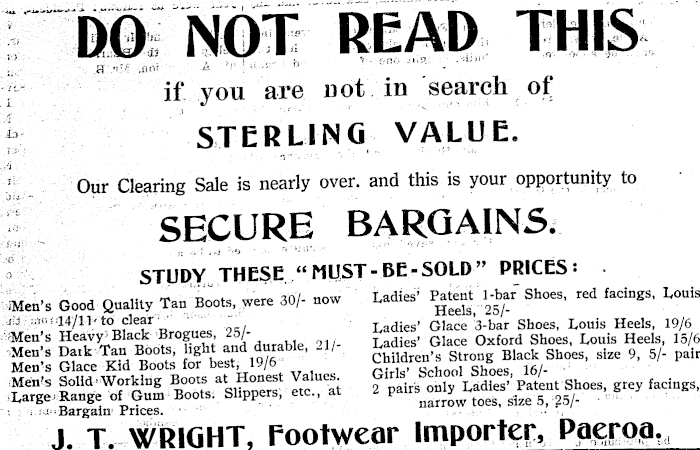 DO NOT READ THIS
if you are not in search of
STERLING VALUE.
Our Clearing Sale is nearly over. and this is your opportunity to
SECURE BARGAINS.
STUDY THESE "MUST-BE-SOLD" PRICES:
Men's Good Quality Tan Boots, were 30/- now
14/11 to clear
Men's Heavy Black Brogues, 25/-
Men's Dark Tan Boots, light and durable, 21/-
Men's Glace Kid Boots for best, 19/6
Men's Solid Working Boots at Honest Values.
Large Range of Gum Boots. Slippers, etc., at
Bargain Prices.
Ladies' Patent 1-bar Shoes, red facings, Louis
Heels, 25/-
Ladies' Glace 3-bar Shoes, Louis Heels, 19/6
Ladies' Glace Oxford Shoes, Louis Heels, 15/6
Children's Strong Black Shoes, size 9, 5/- pair
Girls' School Shoes, 16/-
2 pairs only Ladies' Patent Shoes, grey facings,
narrow toes, size 5, 25/-
J. T. WRIGHT, Footwear Importer, Paeroa.